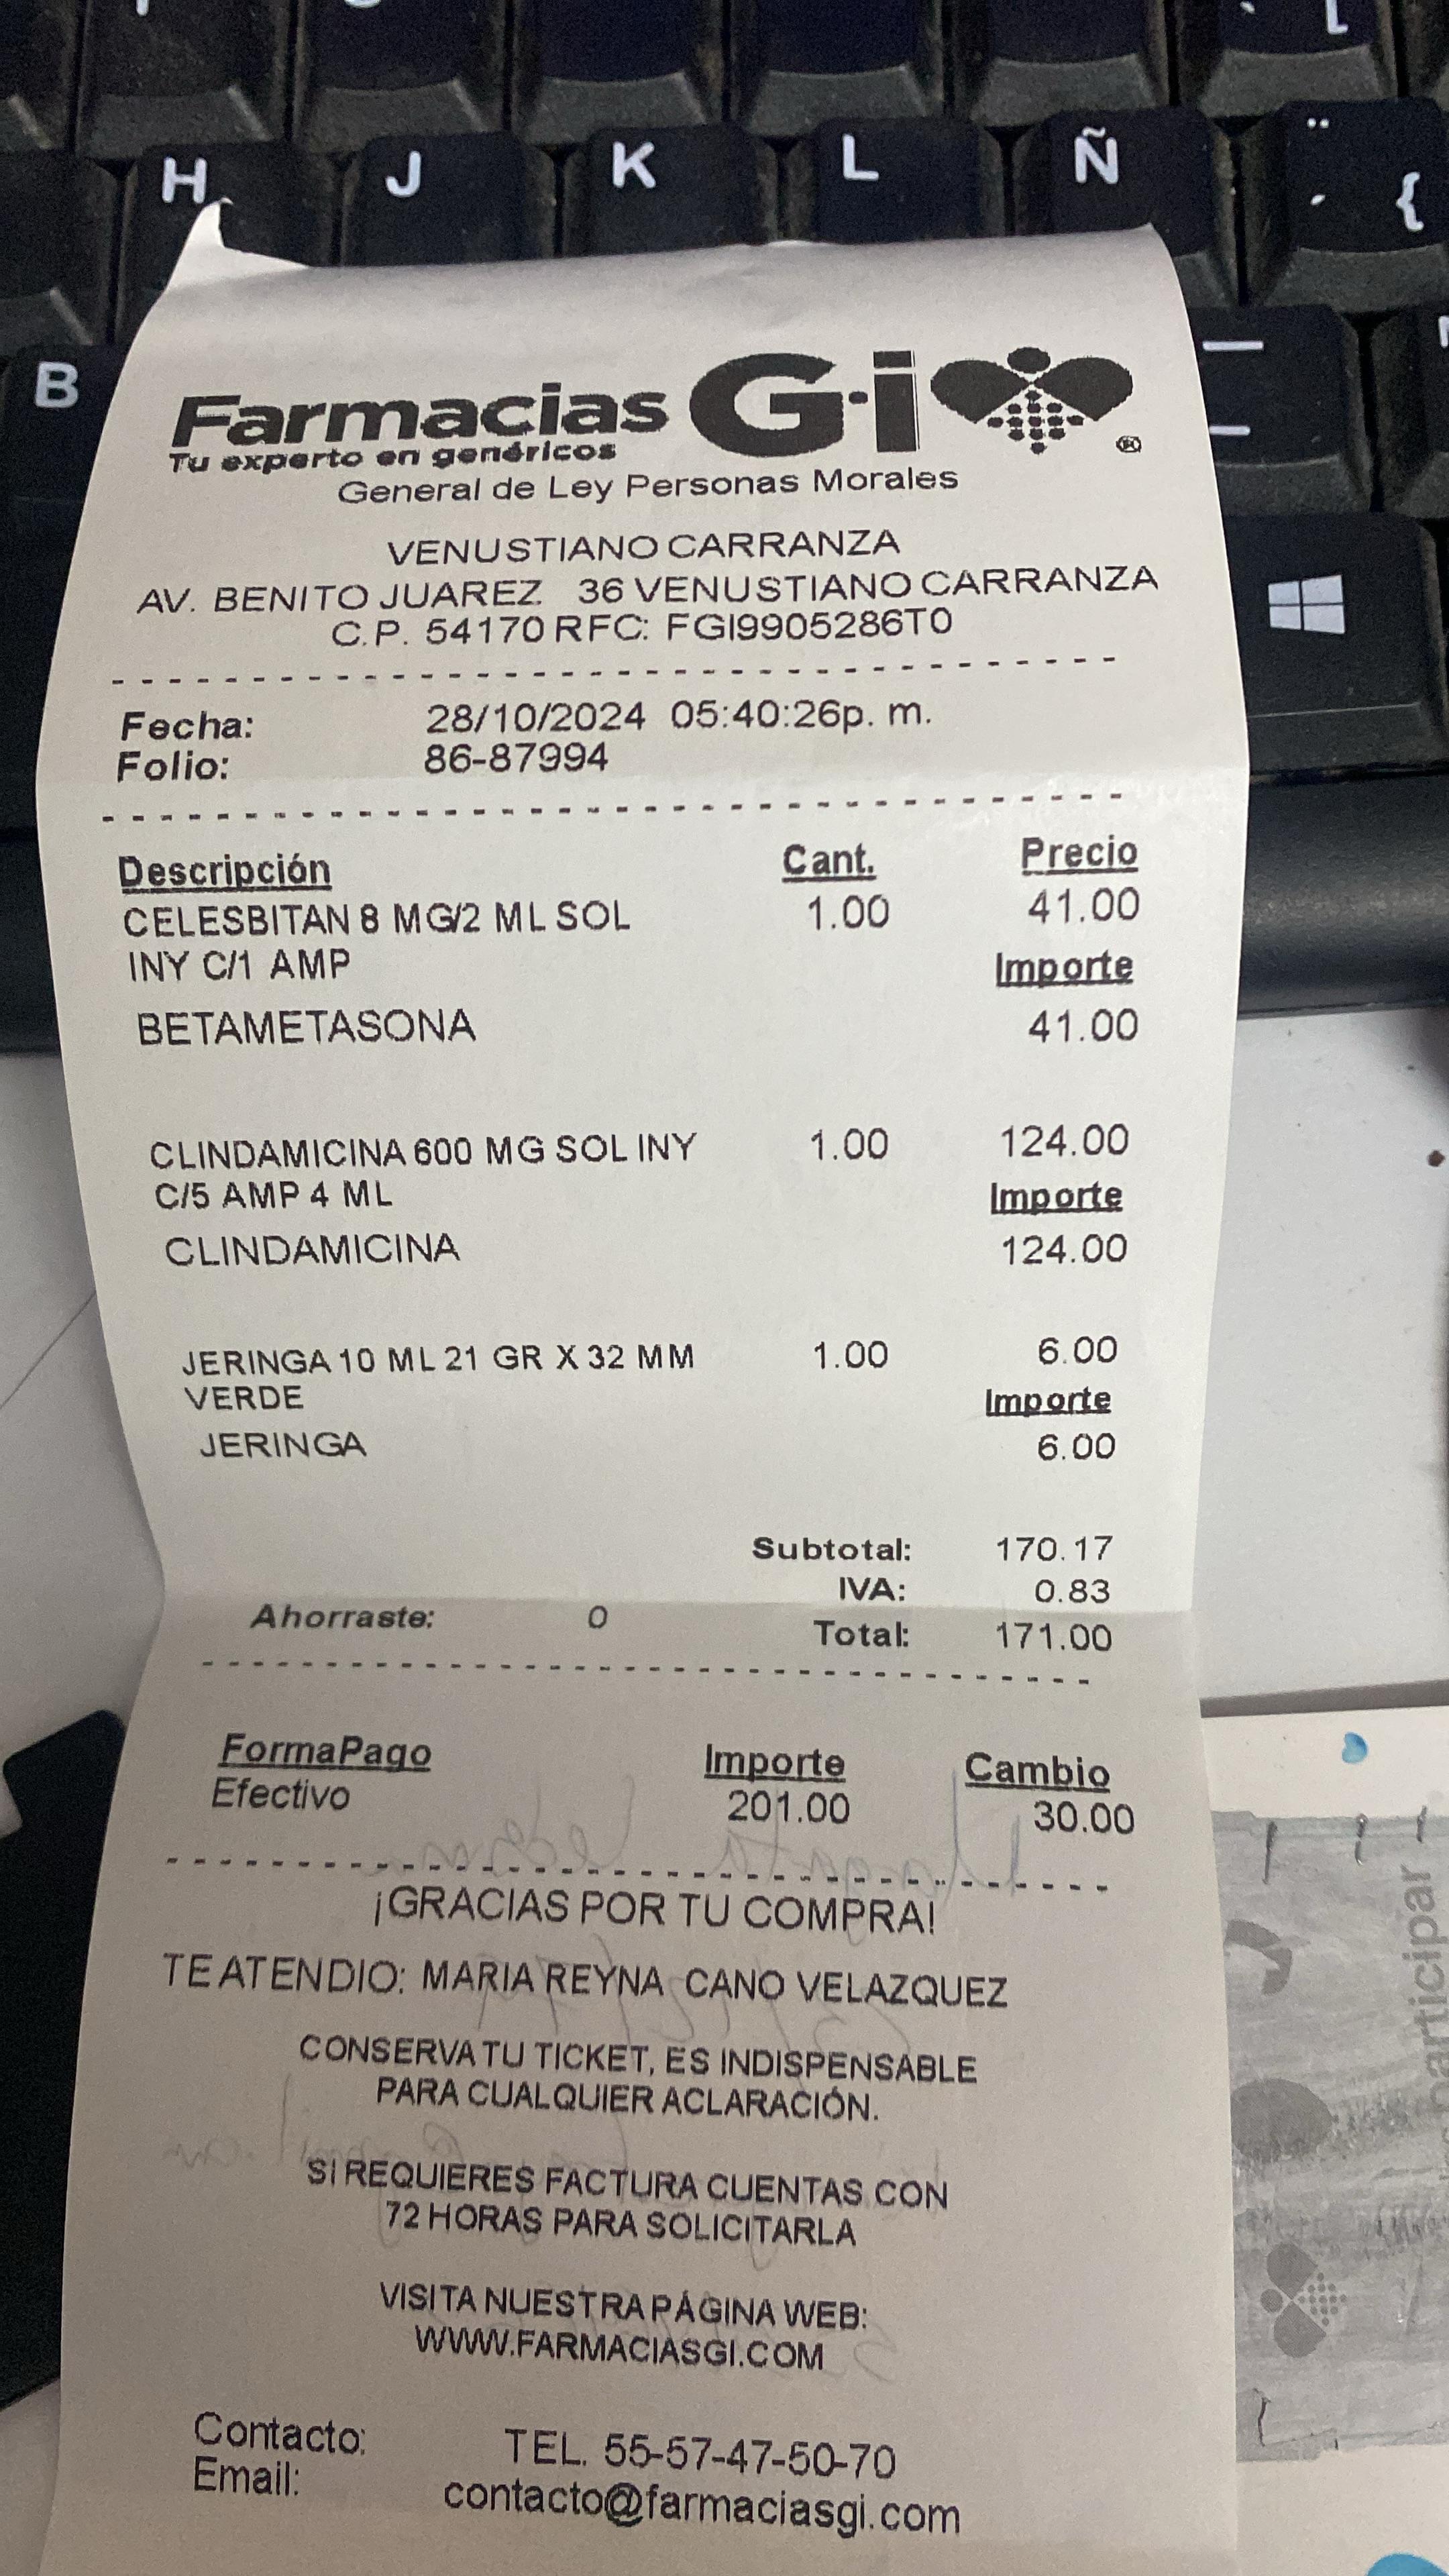 H J K L Ñ ¨ ´ {
B
Farmacias G·i ®
Tu experto en genéricos
General de Ley Personas Morales
VENUSTIANO CARRANZA
AV. BENITO JUAREZ 36 VENUSTIANO CARRANZA
C.P. 54170 RFC: FGI9905286T0
Fecha: 28/10/2024 05:40:26p. m.
Folio: 86-87994
Descripción Cant. Precio
CELESBITAN 8 MG/2 ML SOL 1.00 41.00
INY C/1 AMP Importe
BETAMETASONA 41.00
CLINDAMICINA 600 MG SOL INY 1.00 124.00
C/5 AMP 4 ML Importe
CLINDAMICINA 124.00
JERINGA 10 ML 21 GR X 32 MM 1.00 6.00
VERDE Importe
JERINGA 6.00
Subtotal: 170.17
IVA: 0.83
Ahorraste: 0 Total: 171.00
FormaPago Importe Cambio
Efectivo 201.00 30.00
¡GRACIAS POR TU COMPRA!
TE ATENDIO: MARIA REYNA CANO VELAZQUEZ
CONSERVA TU TICKET, ES INDISPENSABLE
PARA CUALQUIER ACLARACIÓN.
SI REQUIERES FACTURA CUENTAS CON
72 HORAS PARA SOLICITARLA
VISITA NUESTRA PÁGINA WEB:
WWW.FARMACIASGI.COM
Contacto: TEL. 55-57-47-50-70
Email: contacto@farmaciasgi.com
participar